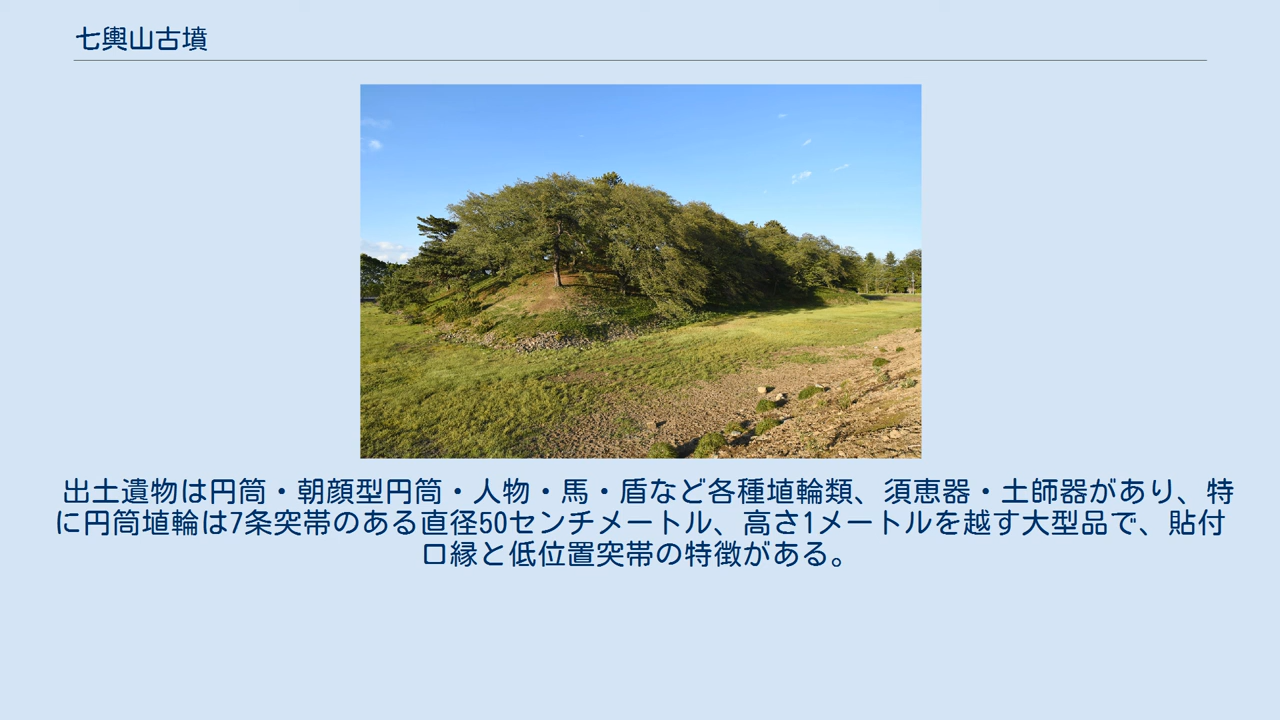 七輿山古墳
出土遺物は円筒・朝顔型円筒・人物・馬・盾など各種埴輪類、須恵器・土師器があり、特
に円筒埴輪は7条突帯のある直径50センチメートル、高さ1メートルを越す大型品で、貼付
口縁と低位置突帯の特徴がある。